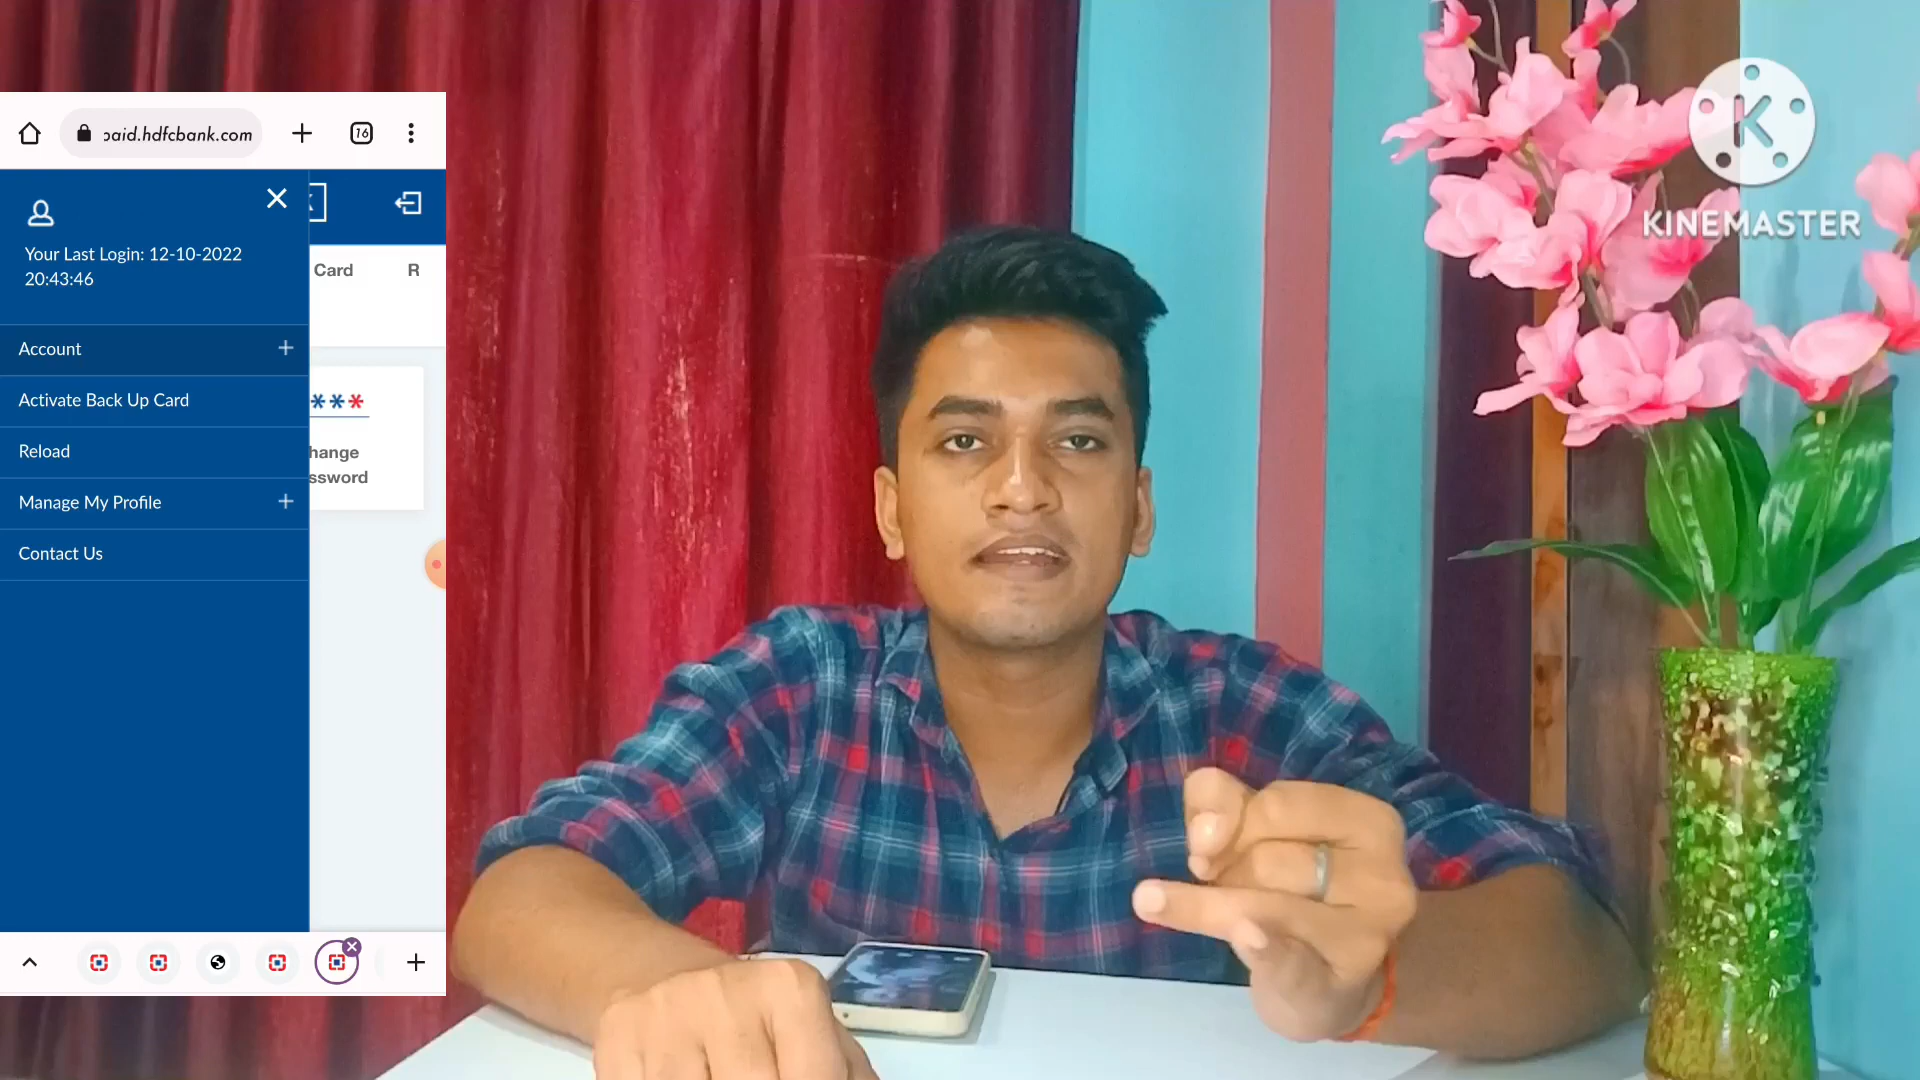 paid.hdfcbank.com
16
Your Last Login: 12-10-2022
20:43:46
Card R
Account
Activate Back Up Card
***
Reload
hange
ssword
Manage My Profile
Contact Us
K
KINEMASTER